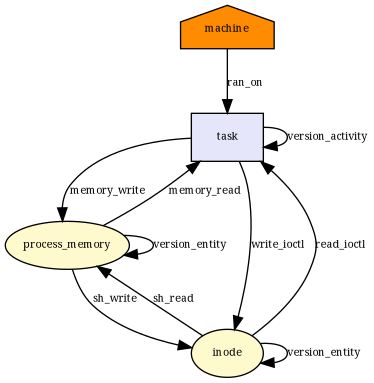 machine
ran_on
task
version_activity
memory_write
memory_read
process_memory
version_entity
write_ioctl
read_ioctl
sh_write
sh_read
inode
version_entity